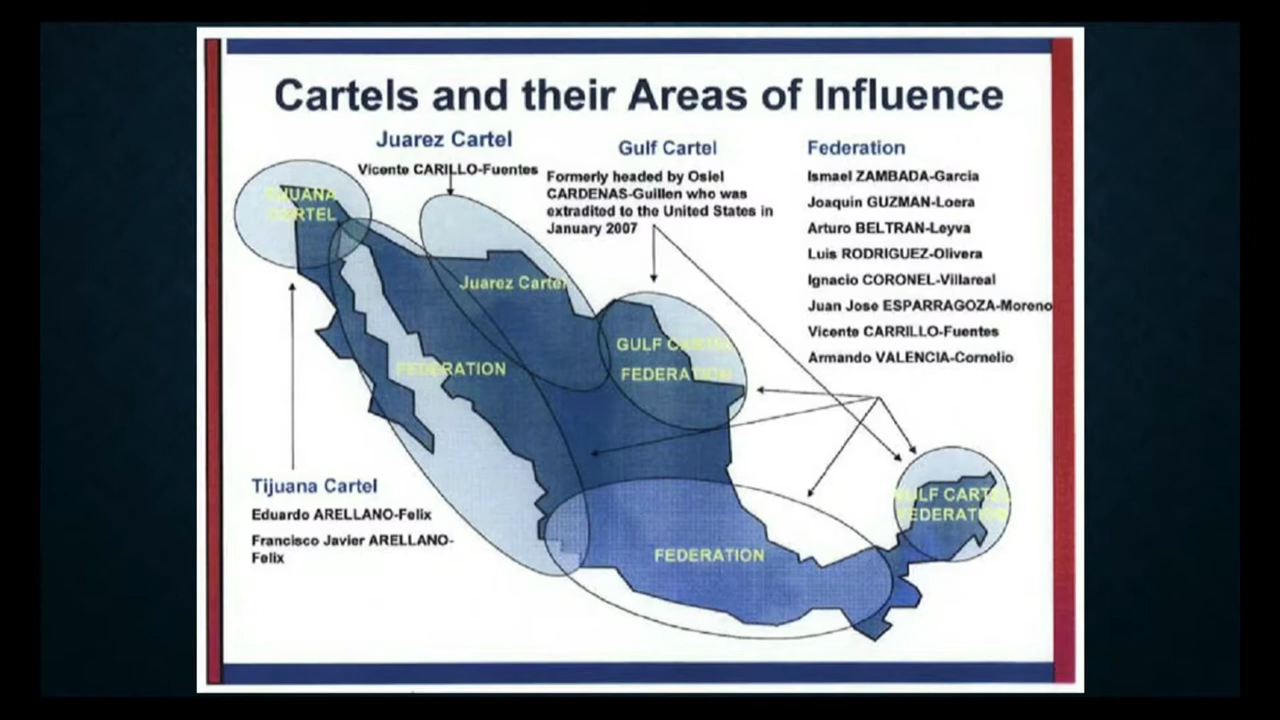 Cartels and their Areas of Influence
Juarez Cartel
Vicente CARILLO-Fuentes
Gulf Cartel
Formerly headed by Osiel
CARDENAS-Guillen who was
extradited to the United States in
January 2007
Federation
Ismael ZAMBADA-Garcia
Joaquin GUZMAN-Loera
Arturo BELTRAN-Leyva
Luis RODRIGUEZ-Olivera
Ignacio CORONEL-Villareal
Juan Jose ESPARRAGOZA-Moreno
Vicente CARRILLO-Fuentes
Armando VALENCIA-Cornelio
TIJUANA
CARTEL
Juarez Cartel
GULF CARTEL
FEDERATION
FEDERATION
Tijuana Cartel
Eduardo ARELLANO-Felix
Francisco Javier ARELLANO-
Felix
GULF CARTEL
FEDERATION
FEDERATION